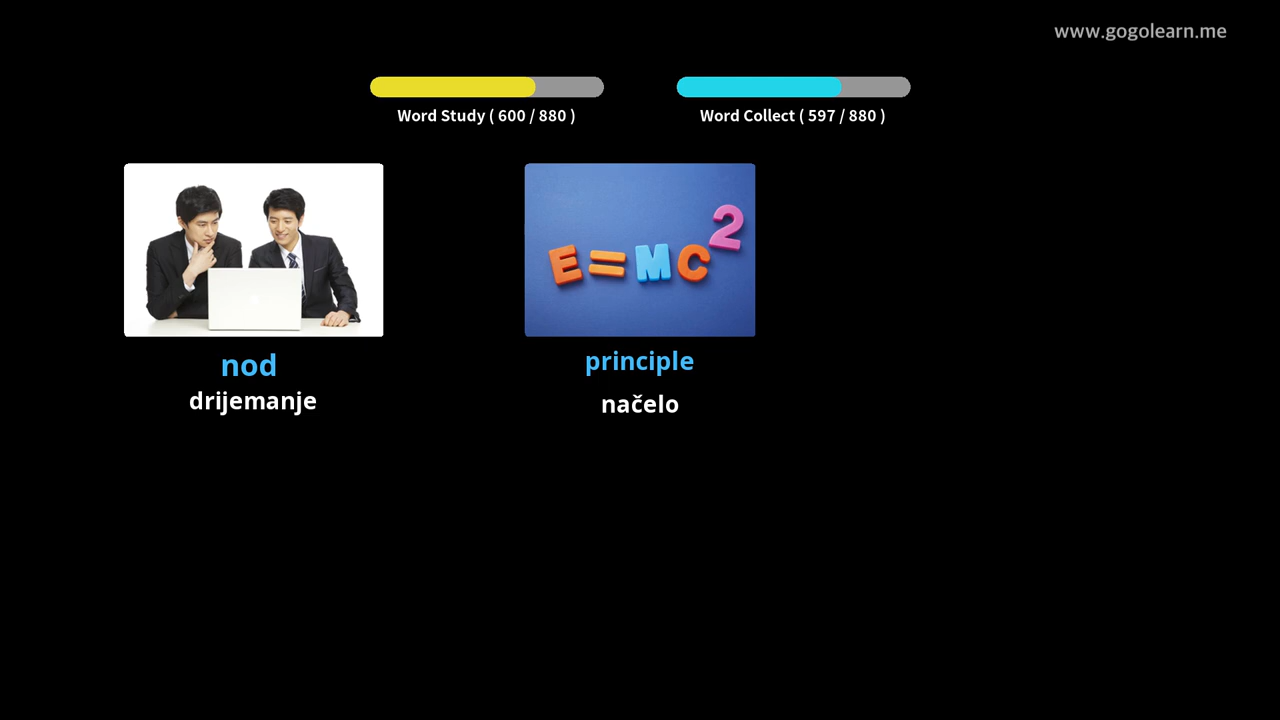 www.gogolearn.me
Word Study ( 600 / 880 )
Word Collect ( 597 / 880 )
E=MC2
nod
drijemanje
principle
načelo